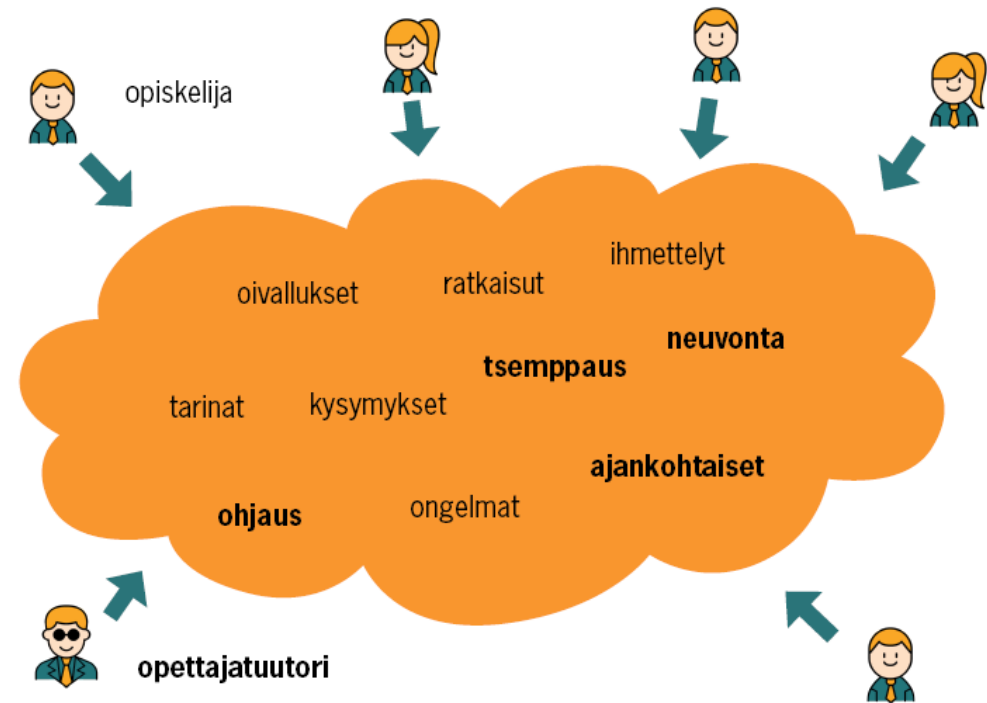 opiskelija
ihmettelyt
oivallukset
ratkaisut
neuvonta
tsemppaus
tarinat
kysymykset
ajankohtaiset
ohjaus
ongelmat
opettajatuutori